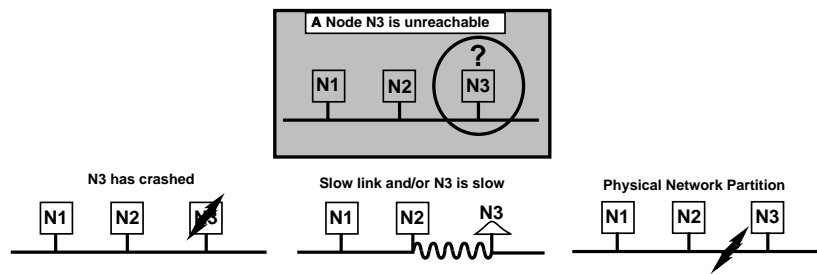 A Node N3 is unreachable
?
N1 N2 N3
N3 has crashed
N1 N2 N3
Slow link and/or N3 is slow
N1 N2 N3
Physical Network Partition
N1 N2 N3